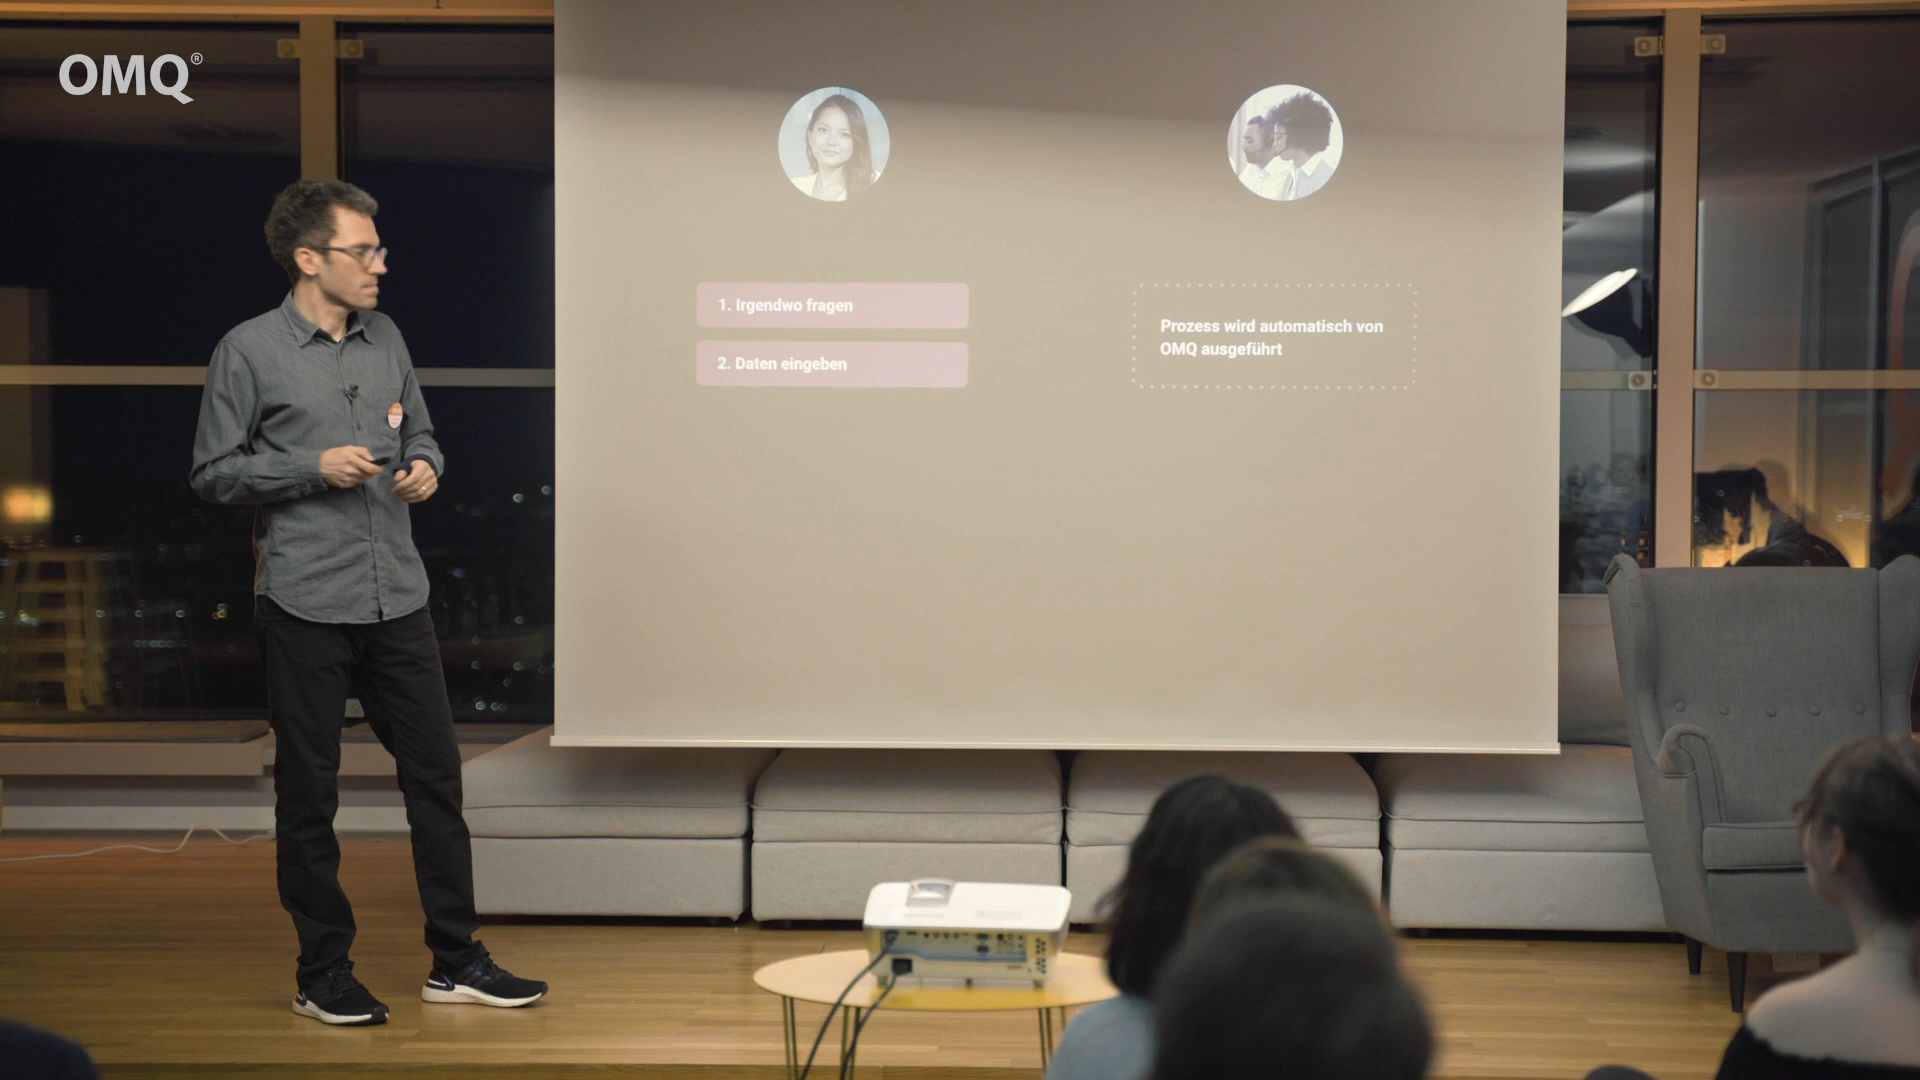 OMQ®
1. Irgendwo fragen
2. Daten eingeben
Prozess wird automatisch von
OMQ ausgeführt